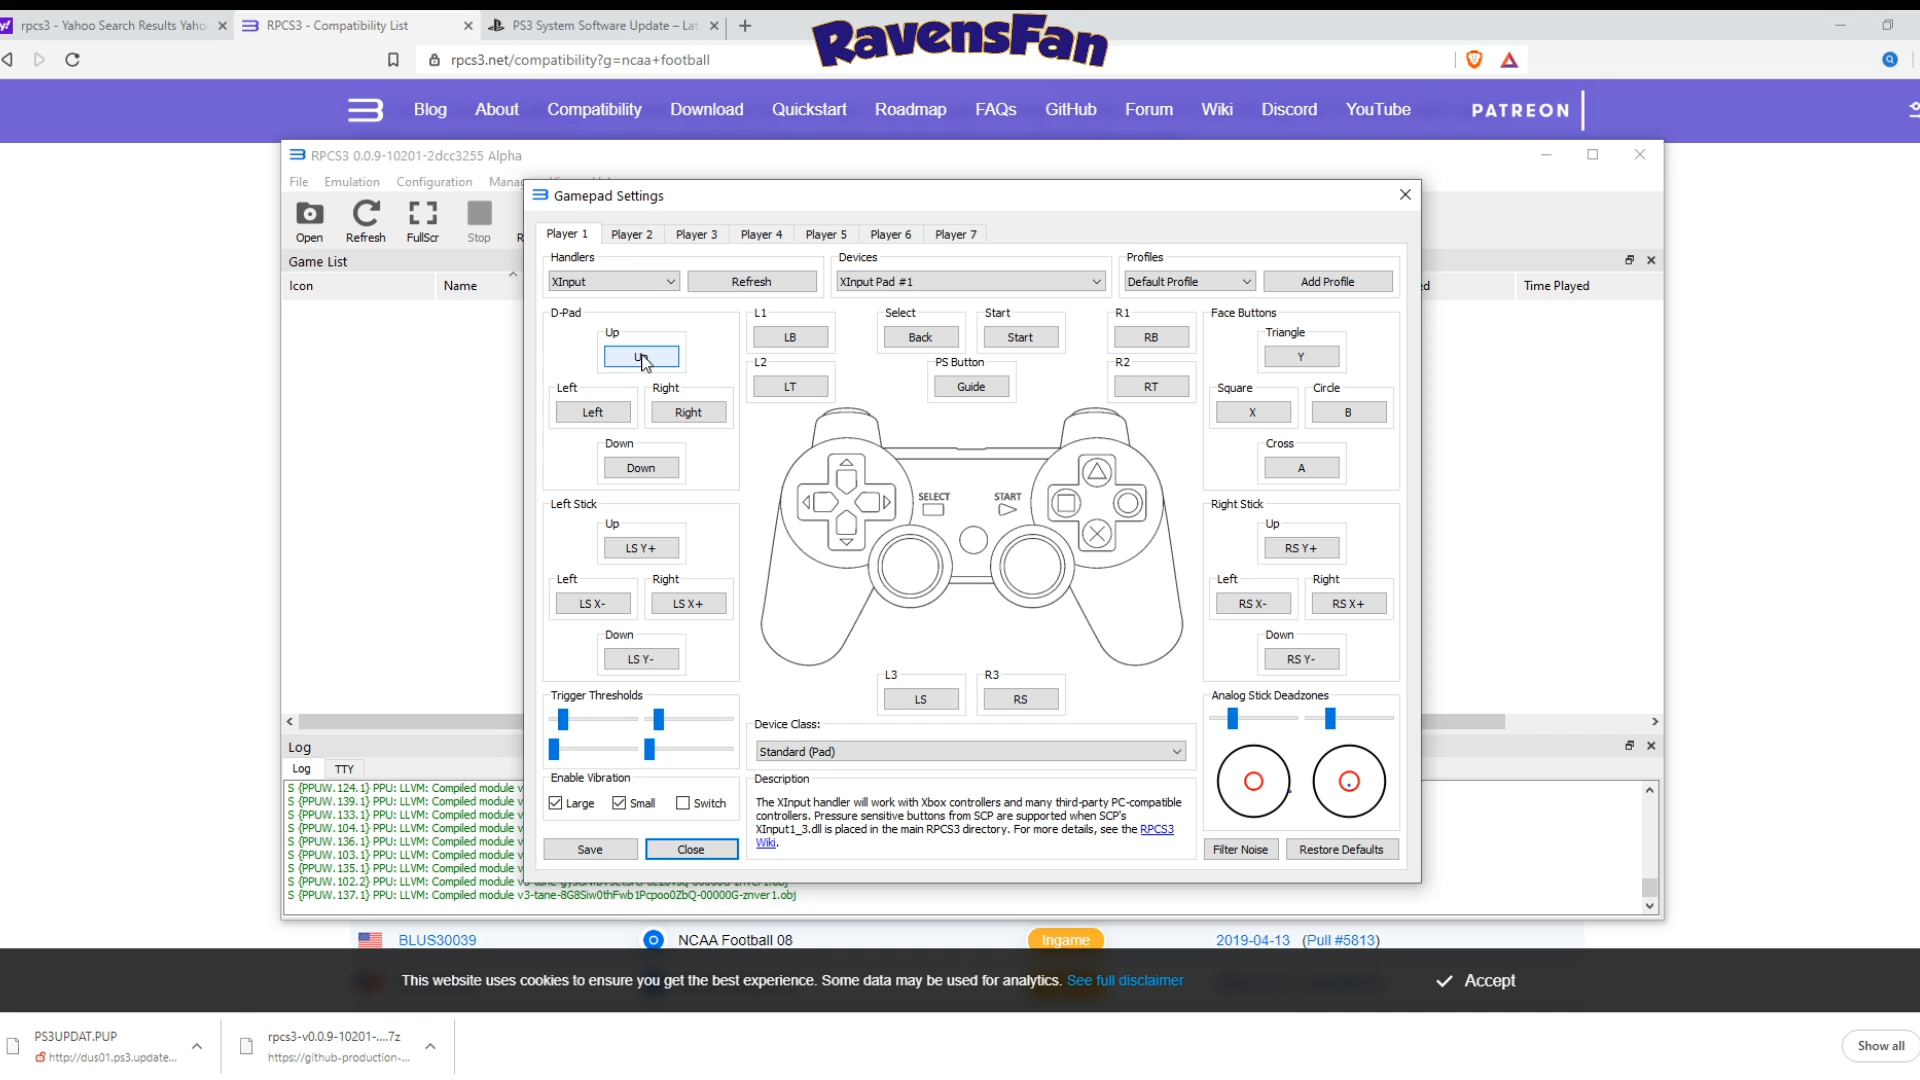 rpcs3 - Yahoo Search Results Yaho
RPCS3 - Compatibility List
PS3 System Software Update – Lat
RavensFan
rpcs3.net/compatibility?g=ncaa+football
Blog About Compatibility Download Quickstart Roadmap FAQs GitHub Forum Wiki Discord YouTube PATREON
RPCS3 0.0.9-10201-2dcc3255 Alpha
File Emulation Configuration Manag
Open Refresh FullScr Stop R
Game List
Icon Name Time Played
Gamepad Settings
Player 1 Player 2 Player 3 Player 4 Player 5 Player 6 Player 7
Handlers Devices Profiles
XInput Refresh XInput Pad #1 Default Profile Add Profile
D-Pad L1 Select Start R1 Face Buttons
Up Triangle
LB Back Start RB
Up Y
L2 PS Button R2
LT Guide RT
Left Right Square Circle
Left Right X B
Down Cross
Down A
SELECT START
Left Stick Right Stick
Up Up
LS Y+ RS Y+
Left Right Left Right
LS X- LS X+ RS X- RS X+
Down Down
LS Y- RS Y-
L3 R3
LS RS
Trigger Thresholds Analog Stick Deadzones
Device Class:
Standard (Pad)
Enable Vibration
Large Small Switch
Description
The XInput handler will work with Xbox controllers and many third-party PC-compatible
controllers. Pressure sensitive buttons from SCP are supported when SCP's
XInput1_3.dll is placed in the main RPCS3 directory. For more details, see the RPCS3
Wiki.
Save Close Filter Noise Restore Defaults
Log
Log TTY
S {PPUW.124.1} PPU: LLVM: Compiled module v
S {PPUW.139.1} PPU: LLVM: Compiled module v
S {PPUW.133.1} PPU: LLVM: Compiled module v
S {PPUW.104.1} PPU: LLVM: Compiled module v
S {PPUW.136.1} PPU: LLVM: Compiled module v
S {PPUW.103.1} PPU: LLVM: Compiled module v
S {PPUW.135.1} PPU: LLVM: Compiled module v
S {PPUW.102.2} PPU: LLVM: Compiled module
S {PPUW.137.1} PPU: LLVM: Compiled module v3-tane-8G8Siw0thFwb1Pcpoo0ZbQ-00000G-znver1.obj
BLUS30039 NCAA Football 08 Ingame 2019-04-13 (Pull #5813)
This website uses cookies to ensure you get the best experience. Some data may be used for analytics. See full disclaimer
Accept
PS3UPDAT.PUP
http://dus01.ps3.update...
rpcs3-v0.0.9-10201-....7z
https://github-production-...
Show all